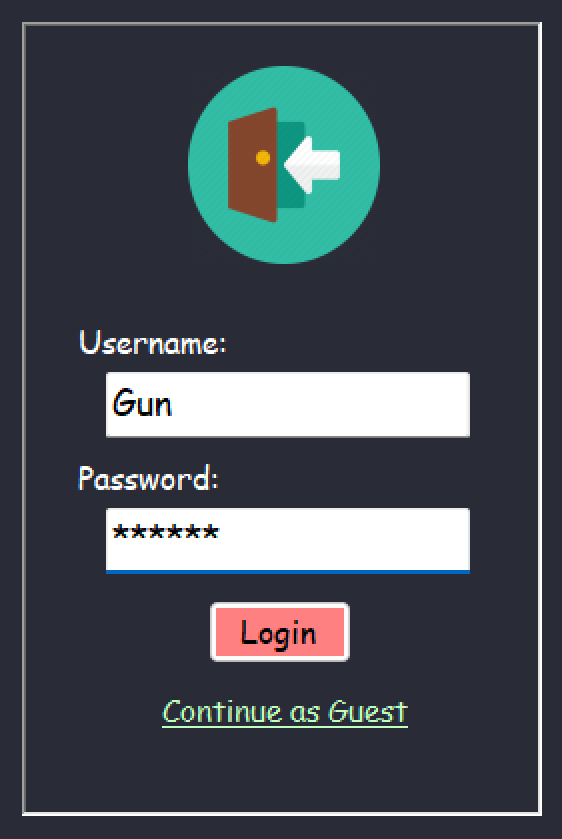 Username:
Gun
Password:
******
Login
Continue as Guest